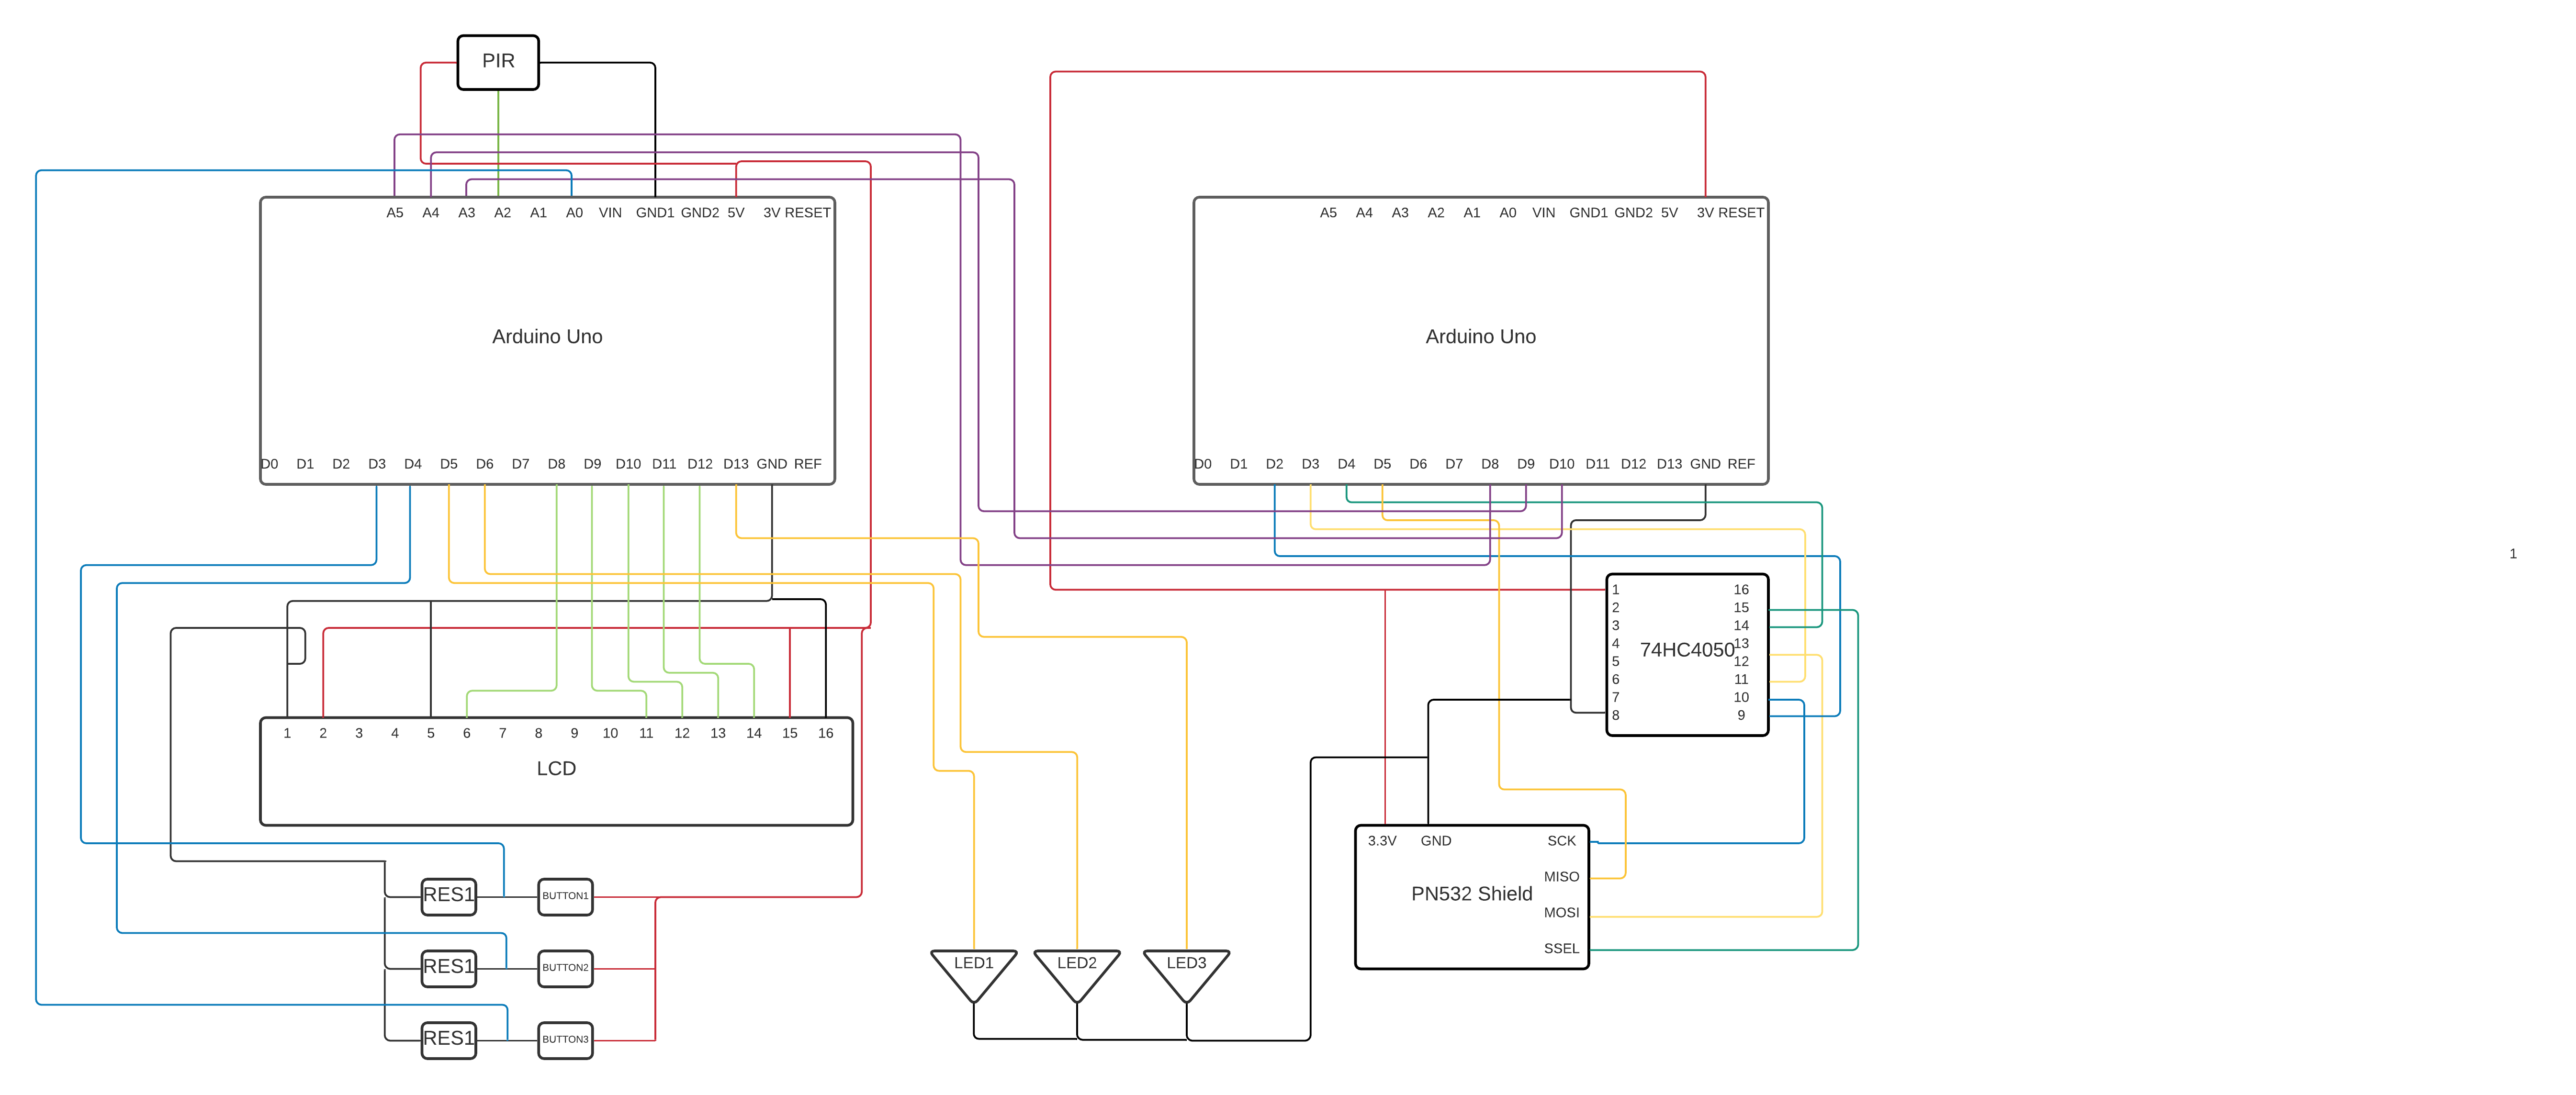 PIR
A5 A4 A3 A2 A1 A0 VIN GND1 GND2 5V 3V RESET
Arduino Uno
D0 D1 D2 D3 D4 D5 D6 D7 D8 D9 D10 D11 D12 D13 GND REF
A5 A4 A3 A2 A1 A0 VIN GND1 GND2 5V 3V RESET
Arduino Uno
D0 D1 D2 D3 D4 D5 D6 D7 D8 D9 D10 D11 D12 D13 GND REF
1
1 16
2 15
3 14
4 13
74HC4050
5 12
6 11
7 10
8 9
1 2 3 4 5 6 7 8 9 10 11 12 13 14 15 16
LCD
3.3V GND SCK
MISO
PN532 Shield
MOSI
SSEL
RES1 BUTTON1
RES1 BUTTON2
RES1 BUTTON3
LED1 LED2 LED3